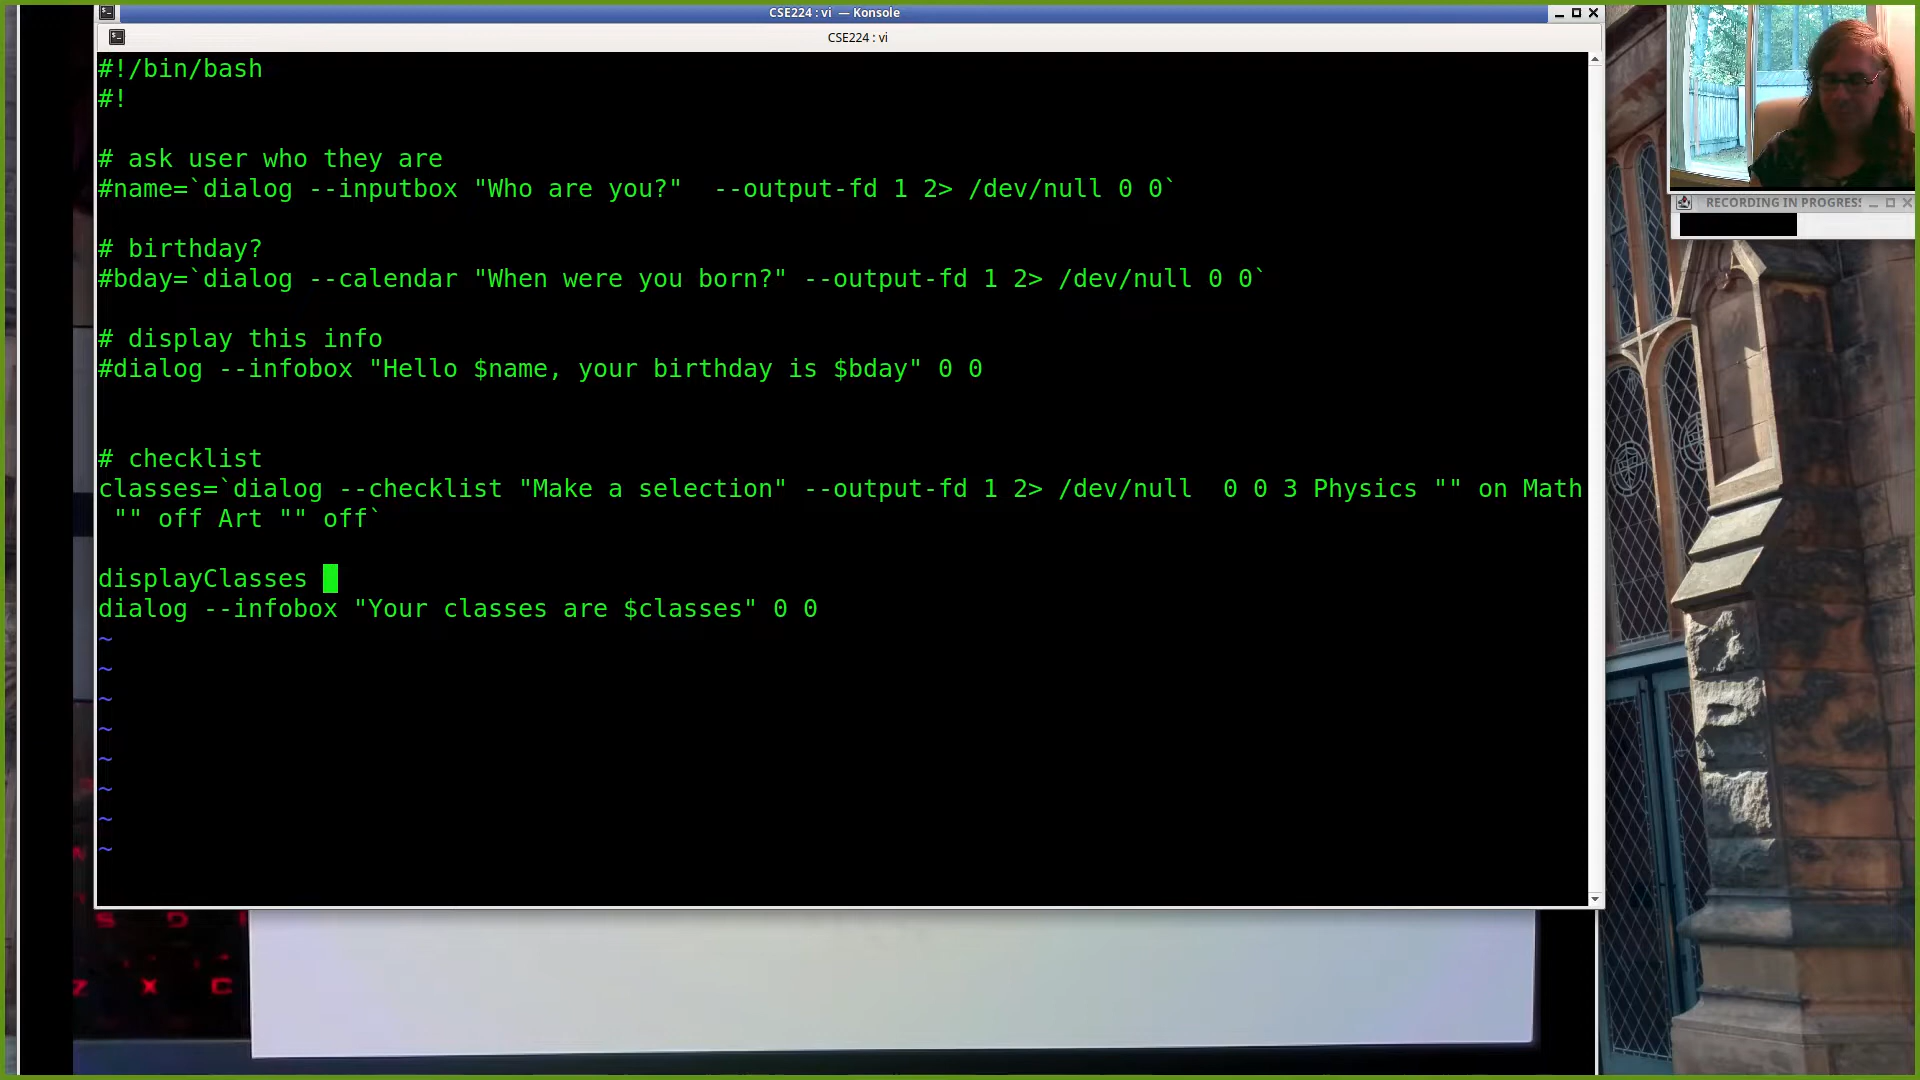 CSE224 : vi — Konsole
CSE224 : vi
#!/bin/bash
#!
# ask user who they are
#name=`dialog --inputbox "Who are you?"  --output-fd 1 2> /dev/null 0 0`
# birthday?
#bday=`dialog --calendar "When were you born?" --output-fd 1 2> /dev/null 0 0`
# display this info
#dialog --infobox "Hello $name, your birthday is $bday" 0 0
# checklist
classes=`dialog --checklist "Make a selection" --output-fd 1 2> /dev/null  0 0 3 Physics "" on Math
 "" off Art "" off`
displayClasses
dialog --infobox "Your classes are $classes" 0 0
~
~
~
~
~
~
~
~
RECORDING IN PROGRESS
S D
Z X C